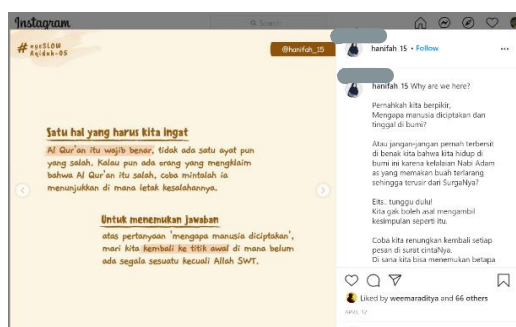 Instagram
Search
#ngeSLOW
Aqidah-05
@hanifah_15
Satu hal yang harus kita ingat
Al Qur'an itu wajib benar, tidak ada satu ayat pun
yang salah. Kalau pun ada orang yang mengklaim
bahwa Al Qur'an itu salah, coba mintalah ia
menunjukkan di mana letak kesalahannya.
Untuk menemukan jawaban
atas pertanyaan 'mengapa manusia diciptakan',
mari kita kembali ke titik awal di mana belum
ada segala sesuatu kecuali Allah SWT.
hanifah 15 • Follow
hanifah 15 Why are we here?
Pernahkah kita berpikir,
Mengapa manusia diciptakan dan
tinggal di bumi?
Atau jangan-jangan pernah terbersit
di benak kita bahwa kita hidup di
bumi ini karena kelalaian Nabi Adam
as yang memakan buah terlarang
sehingga terusir dari SurgaNya?
Eits, tunggu dulu!
Kita gak boleh asal mengambil
kesimpulan seperti itu.
Coba kita renungkan kembali setiap
pesan di surat cintaNya.
Di sana kita bisa menemukan betapa
Liked by weemaraditya and 66 others
APRIL 12